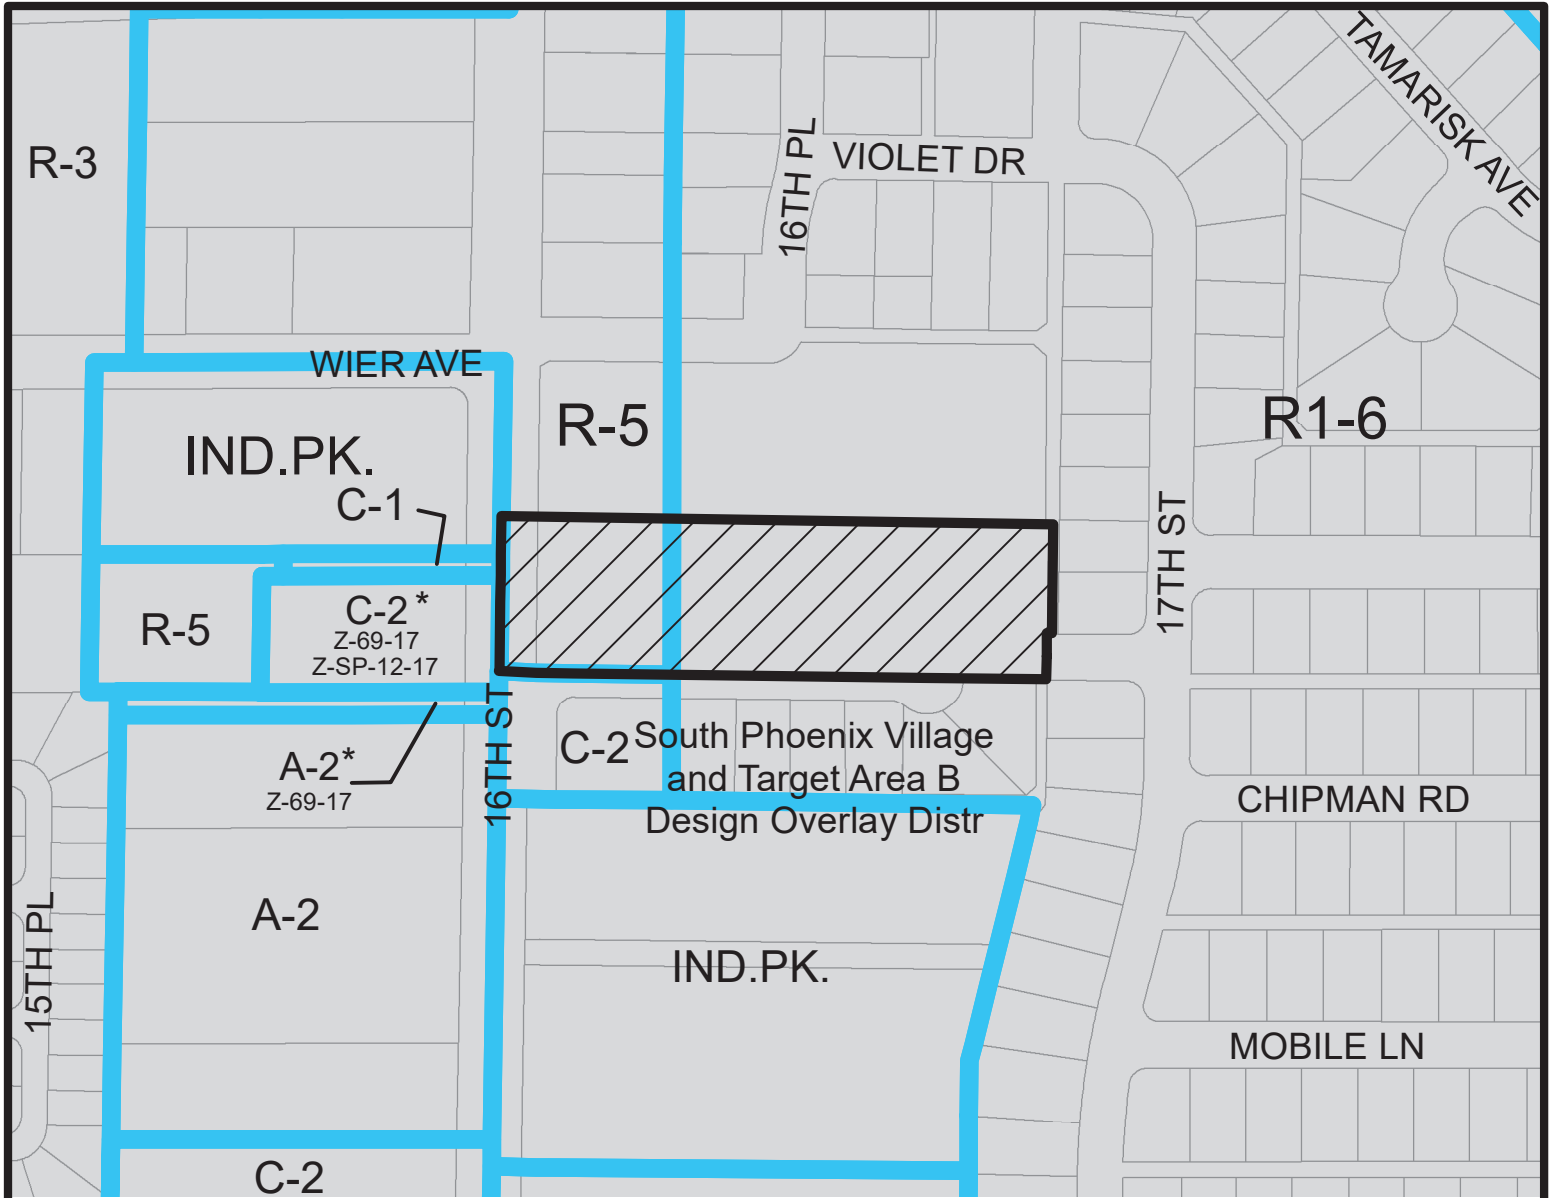 TAMARISK AVE
R-3
16TH PL
VIOLET DR
WIER AVE
R-5
R1-6
IND.PK.
C-1
17TH ST
R-5
C-2*
Z-69-17
Z-SP-12-17
16TH ST
C-2
South Phoenix Village
and Target Area B
Design Overlay Distr
A-2*
Z-69-17
CHIPMAN RD
A-2
15TH PL
IND.PK.
MOBILE LN
C-2